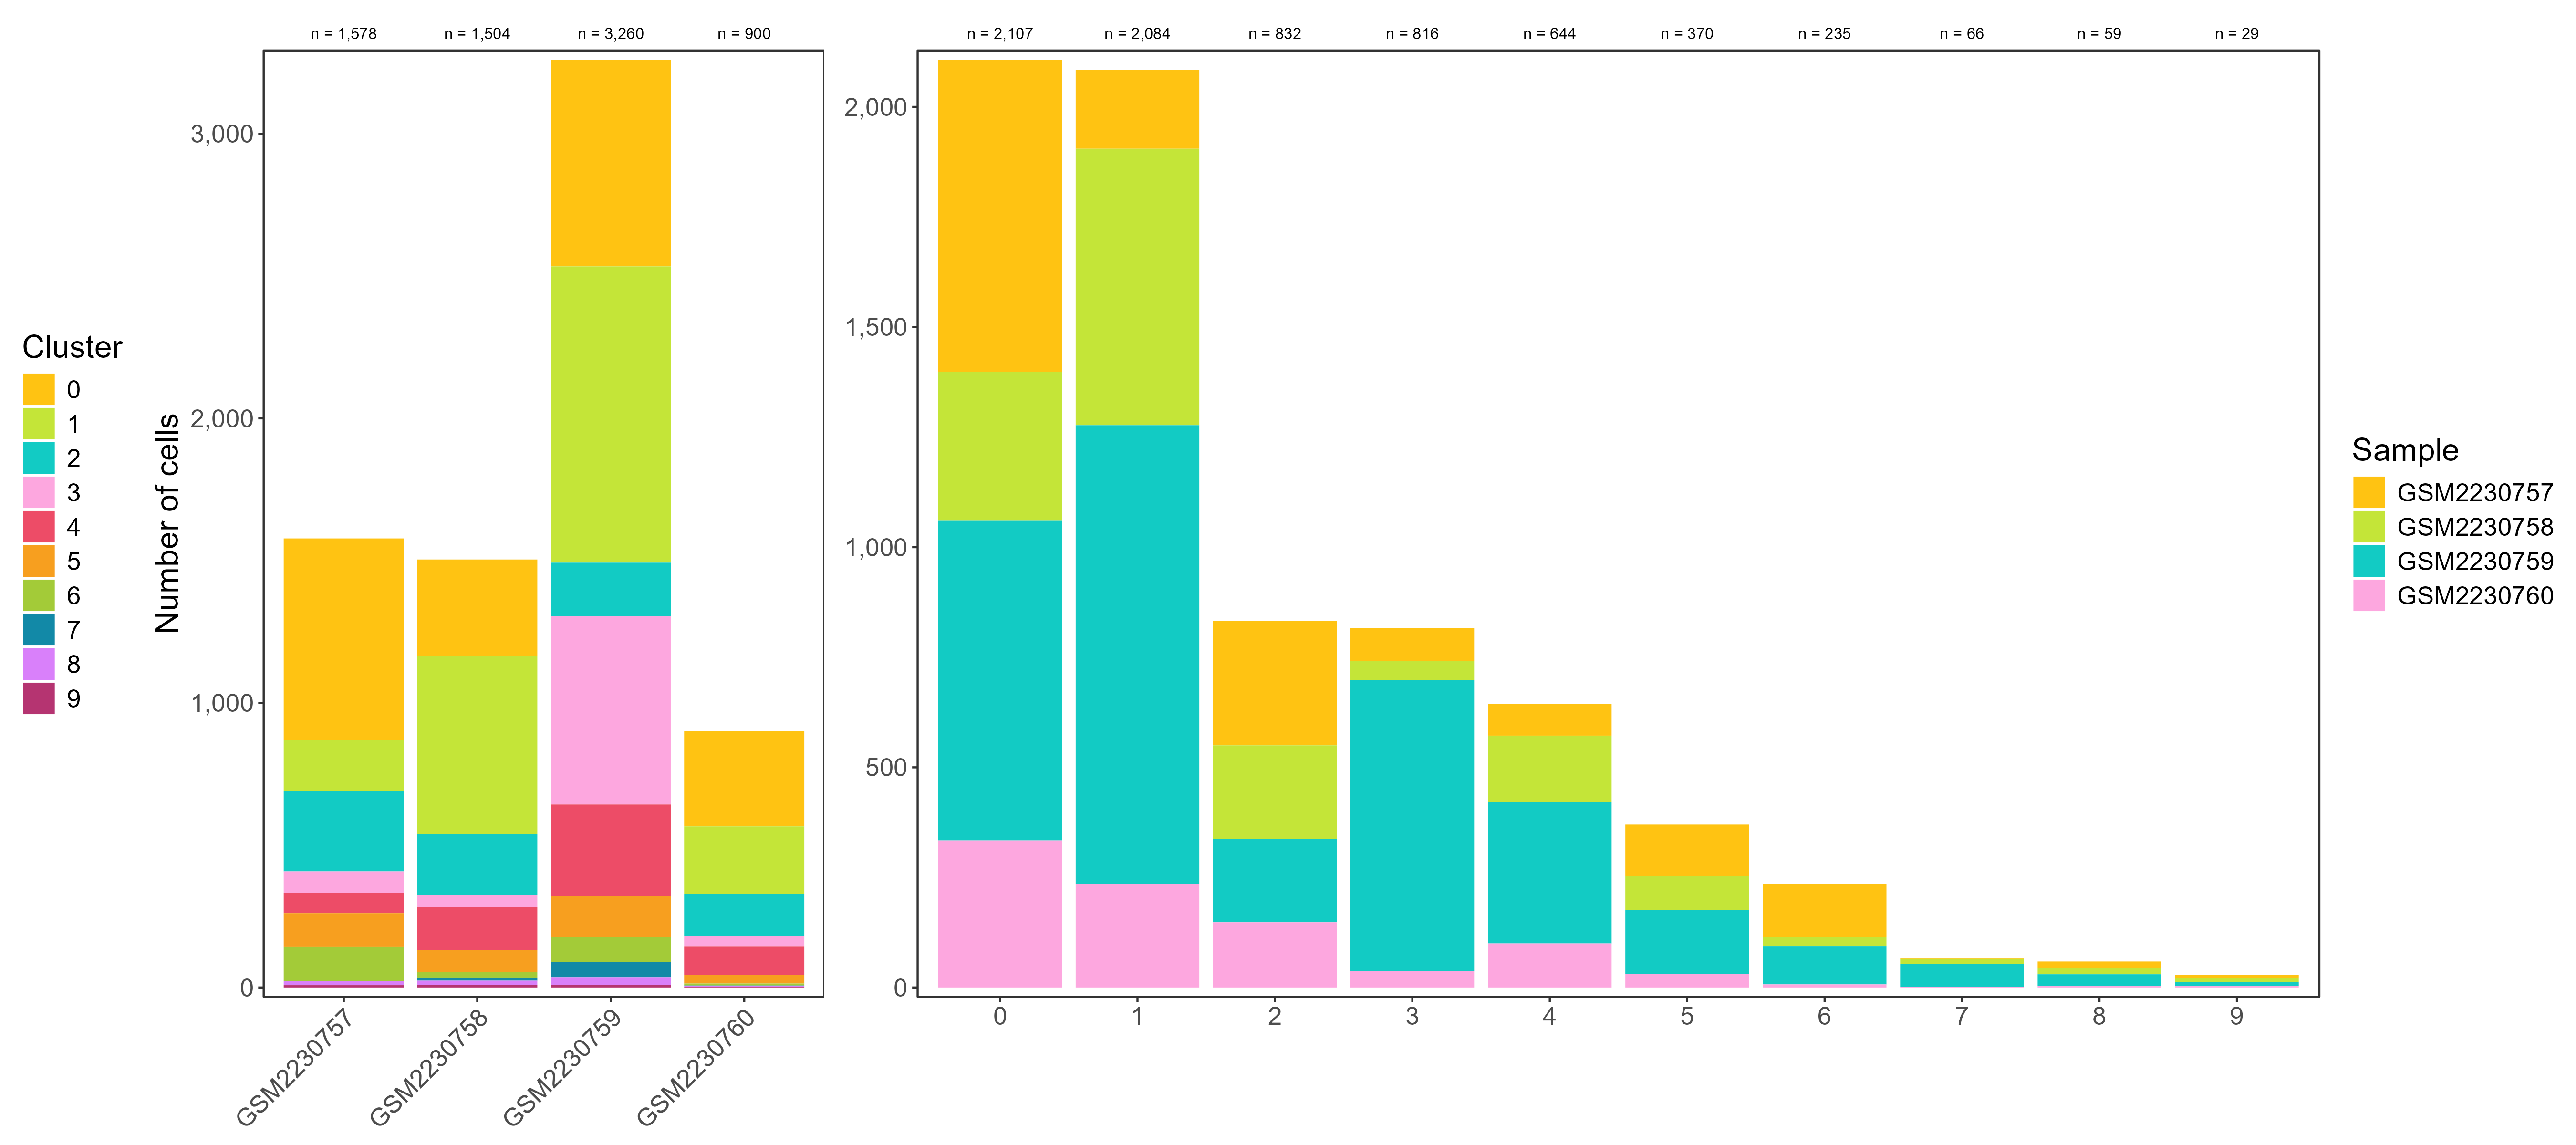 Cluster
0
1
2
3
4
5
6
7
8
9
Number of cells
n = 1,578 n = 1,504 n = 3,260 n = 900
3,000
2,000
1,000
0
GSM2230757 GSM2230758 GSM2230759 GSM2230760
n = 2,107 n = 2,084 n = 832 n = 816 n = 644 n = 370 n = 235 n = 66 n = 59 n = 29
2,000
1,500
1,000
500
0
0 1 2 3 4 5 6 7 8 9
Sample
GSM2230757
GSM2230758
GSM2230759
GSM2230760